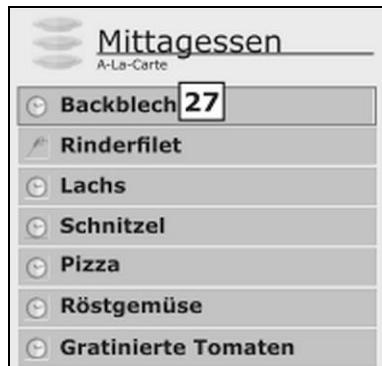 Mittagessen
A-La-Carte
Backblech 27
Rinderfilet
Lachs
Schnitzel
Pizza
Röstgemüse
Gratinierte Tomaten